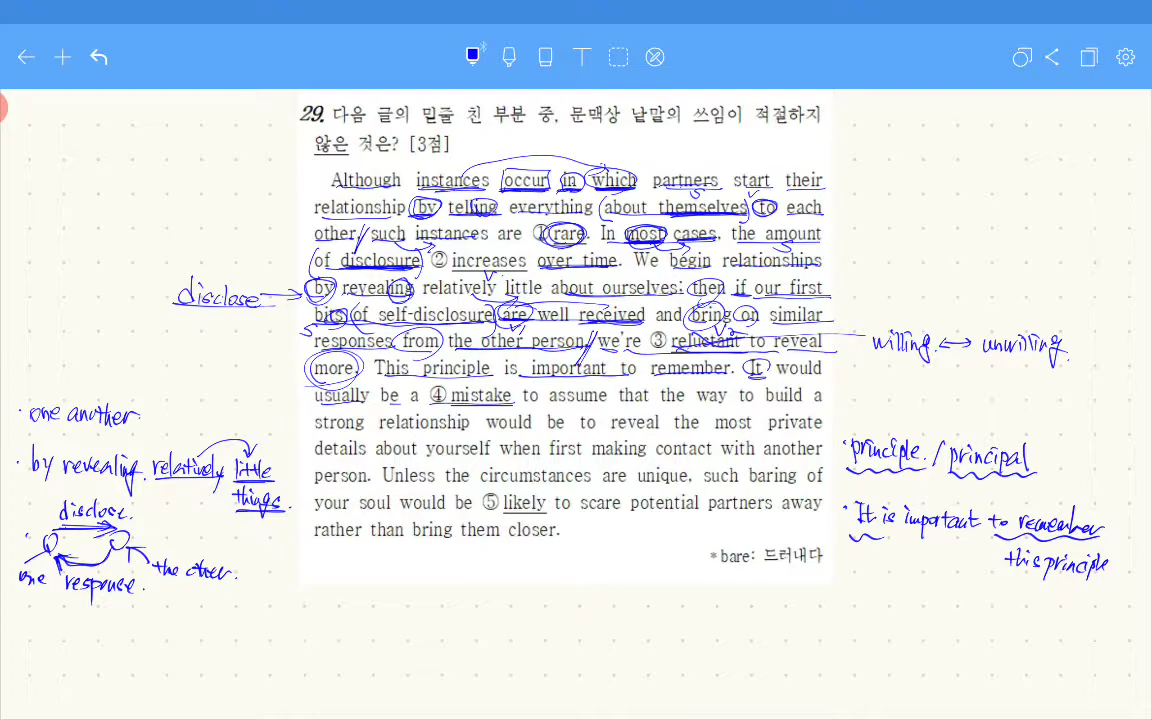 29. 다음 글의 밑줄 친 부분 중, 문맥상 낱말의 쓰임이 적절하지
않은 것은? [3점]
Although instances occur in which partners start their
relationship by telling everything about themselves to each
other, such instances are ① rare. In most cases, the amount
of disclosure ② increases over time. We begin relationships
by revealing relatively little about ourselves; then if our first
bits of self-disclosure are well received and bring on similar
responses from the other person, we're ③ reluctant to reveal
more. This principle is important to remember. It would
usually be a ④ mistake to assume that the way to build a
strong relationship would be to reveal the most private
details about yourself when first making contact with another
person. Unless the circumstances are unique, such baring of
your soul would be ⑤ likely to scare potential partners away
rather than bring them closer.
* bare: 드러내다
disclose
willing ↔ unwilling
· one another
· by revealing relatively little
things.
disclose.
one response.
the other.
· principle / principal
· It is important to remember
this principle